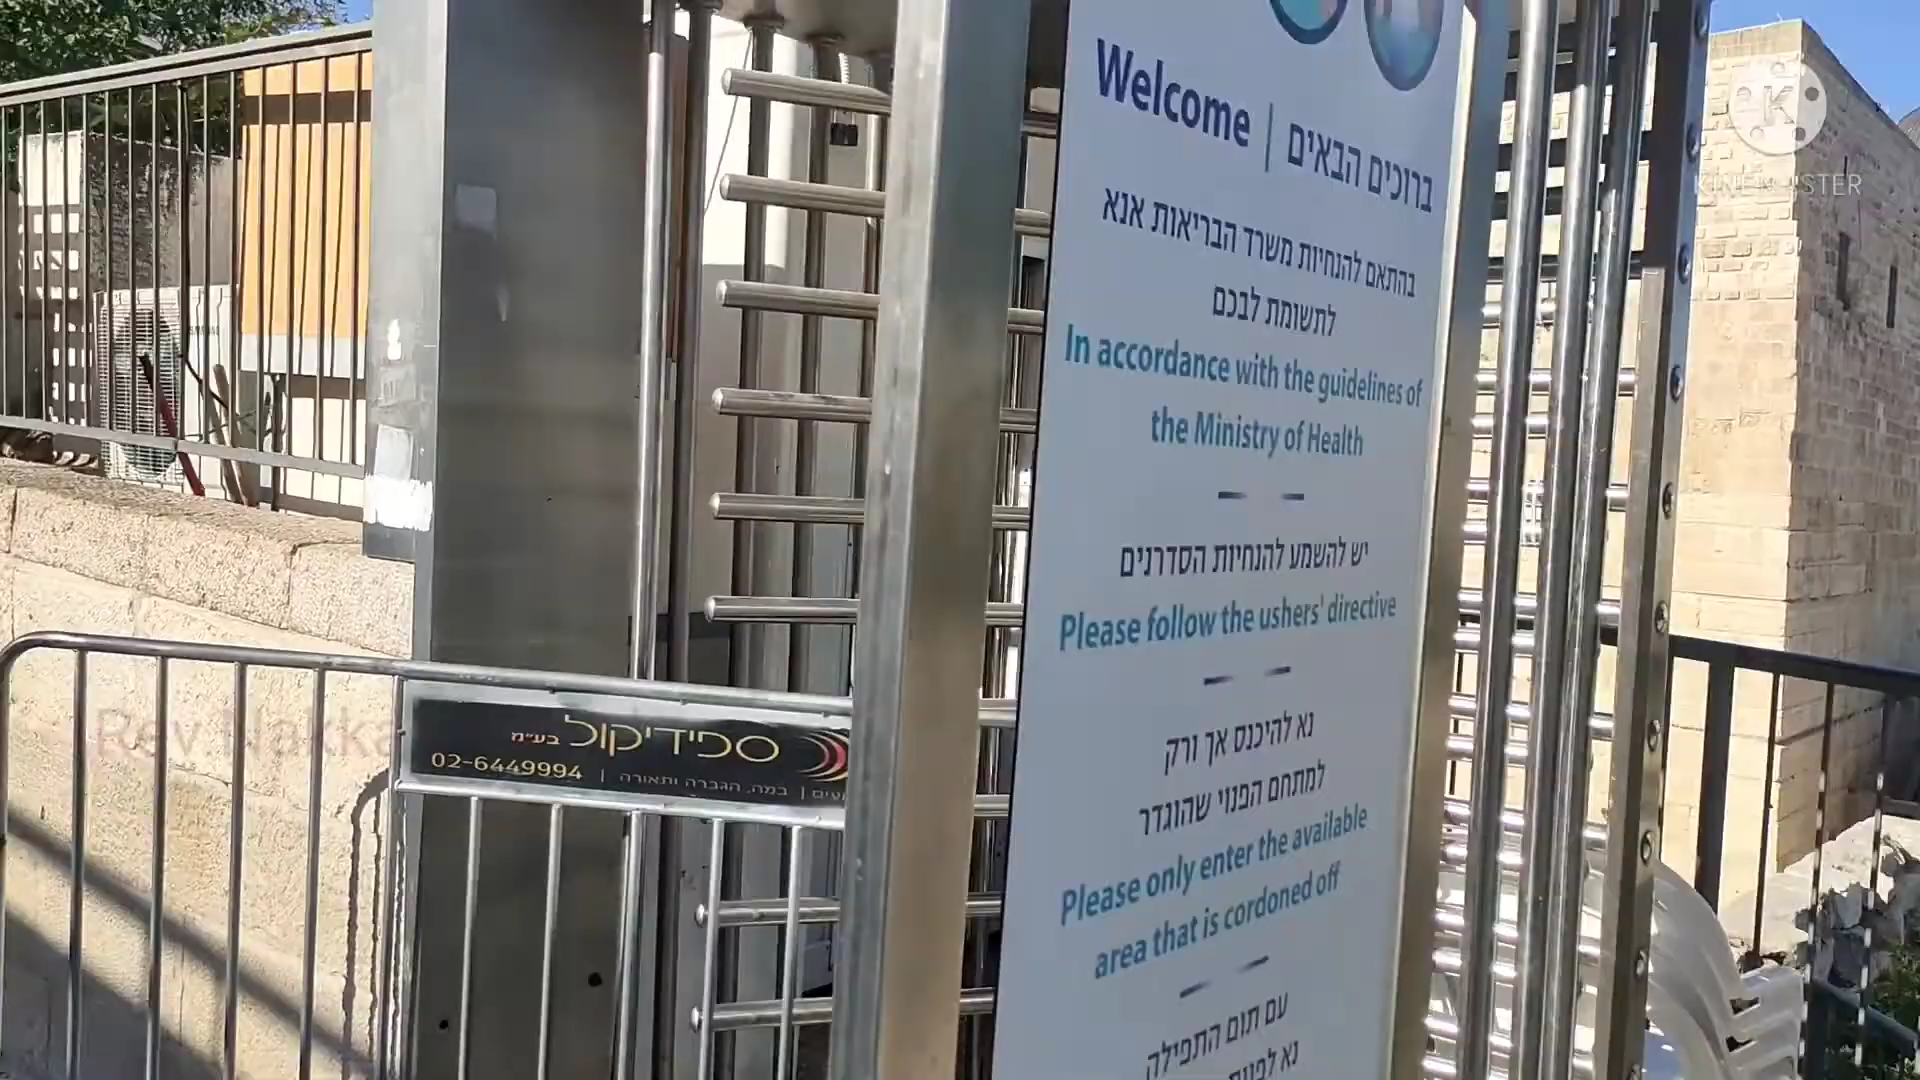 Welcome | ברוכים הבאים
בהתאם להנחיות משרד הבריאות אנא
לתשומת לבכם
In accordance with the guidelines of
the Ministry of Health
יש להשמע להנחיות הסדרנים
Please follow the ushers' directive
נא להיכנס אך ורק
למתחם הפנוי שהוגדר
Please only enter the available
area that is cordoned off
עם תום התפילה
נא
ספידיקול בע״מ
02-6449994 | במה, הגברה ותאורה |
KINEMASTER
Rev